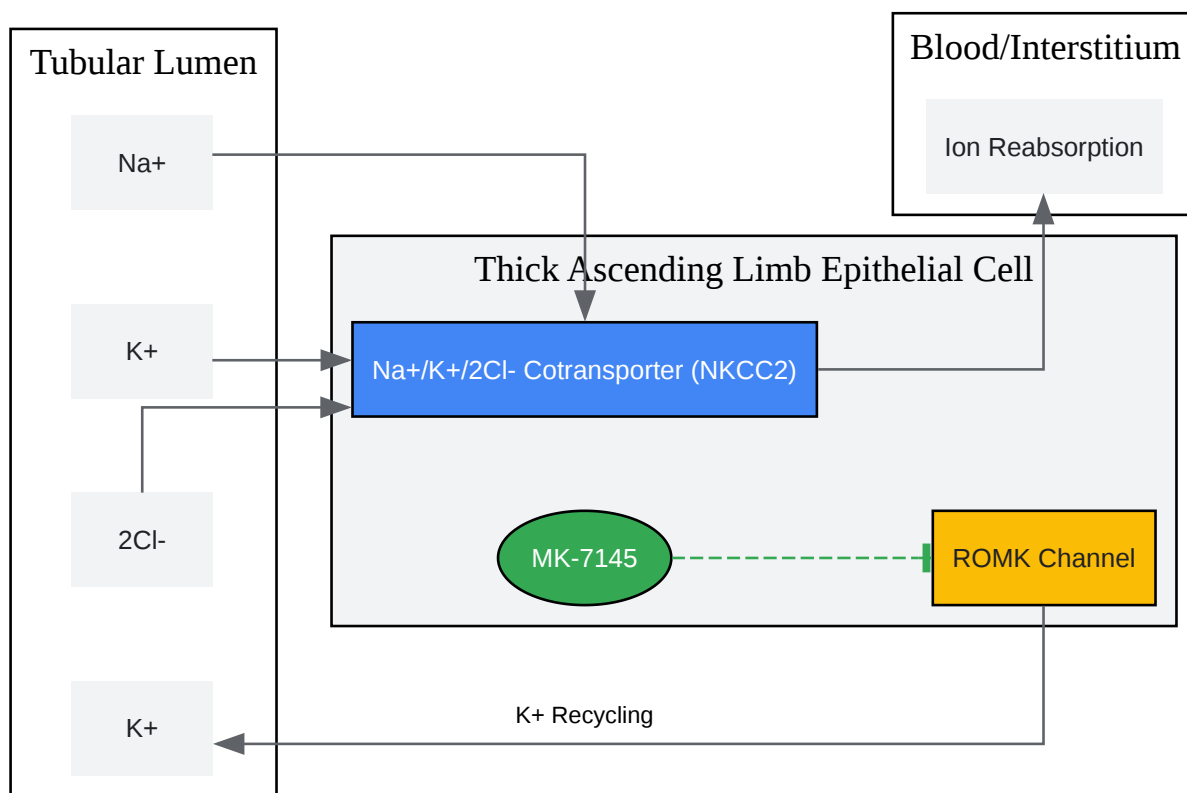 Tubular Lumen
Na+
K+
2Cl-
K+
Blood/Interstitium
Ion Reabsorption
Thick Ascending Limb Epithelial Cell
Na+/K+/2Cl- Cotransporter (NKCC2)
MK-7145
ROMK Channel
K+ Recycling